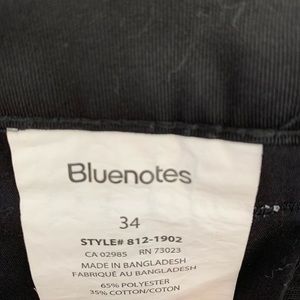 Bluenotes
34
STYLE# 812-1902
CA 02985 RN 73023
MADE IN BANGLADESH
FABRIQUÉ AU BANGLADESH
65% POLYESTER
35% COTTON/COTON